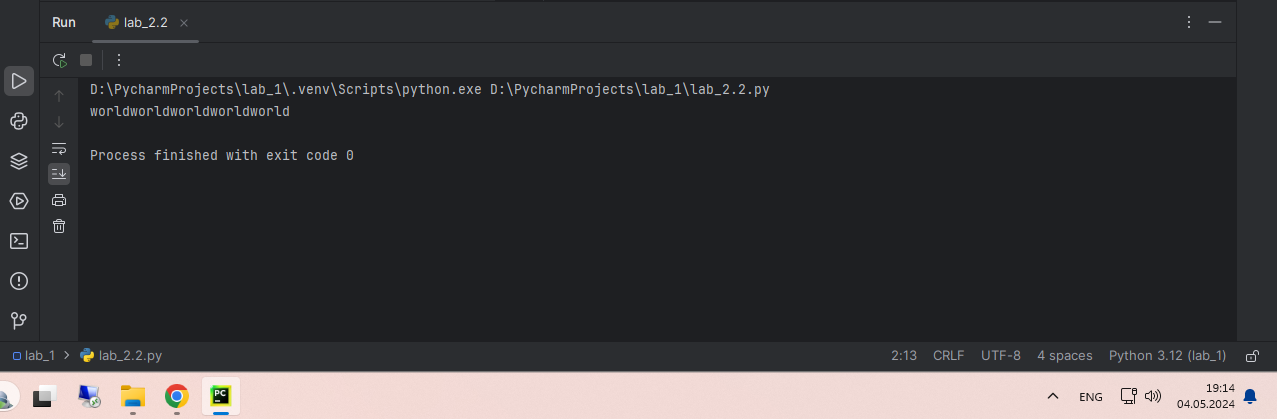 Run lab_2.2
D:\PycharmProjects\lab_1\.venv\Scripts\python.exe D:\PycharmProjects\lab_1\lab_2.2.py
worldworldworldworldworld
Process finished with exit code 0
lab_1 > lab_2.2.py 2:13 CRLF UTF-8 4 spaces Python 3.12 (lab_1)
PC ENG 19:14
04.05.2024